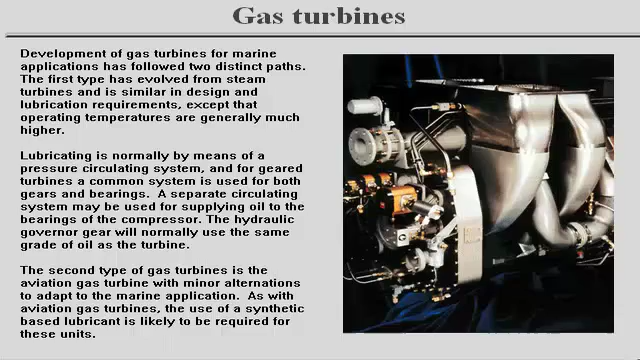 Gas turbines
Development of gas turbines for marine
applications has followed two distinct paths.
The first type has evolved from steam
turbines and is similar in design and
lubrication requirements, except that
operating temperatures are generally much
higher.
Lubricating is normally by means of a
pressure circulating system, and for geared
turbines a common system is used for both
gears and bearings. A separate circulating
system may be used for supplying oil to the
bearings of the compressor. The hydraulic
governor gear will normally use the same
grade of oil as the turbine.
The second type of gas turbines is the
aviation gas turbine with minor alternations
to adapt to the marine application. As with
aviation gas turbines, the use of a synthetic
based lubricant is likely to be required for
these units.